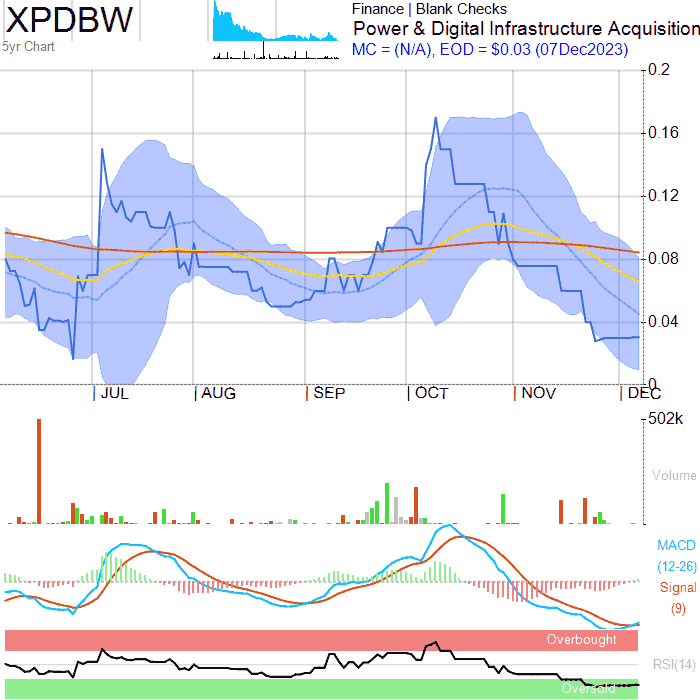 XPDBW
5yr Chart
Finance | Blank Checks
Power & Digital Infrastructure Acquisition
MC = (N/A), EOD = $0.03 (07Dec2023)
0.2
0.16
0.12
0.08
0.04
0
JUL AUG SEP OCT NOV DEC
502k
Volume
MACD
(12-26)
Signal
(9)
Overbought
RSI(14)
Oversold